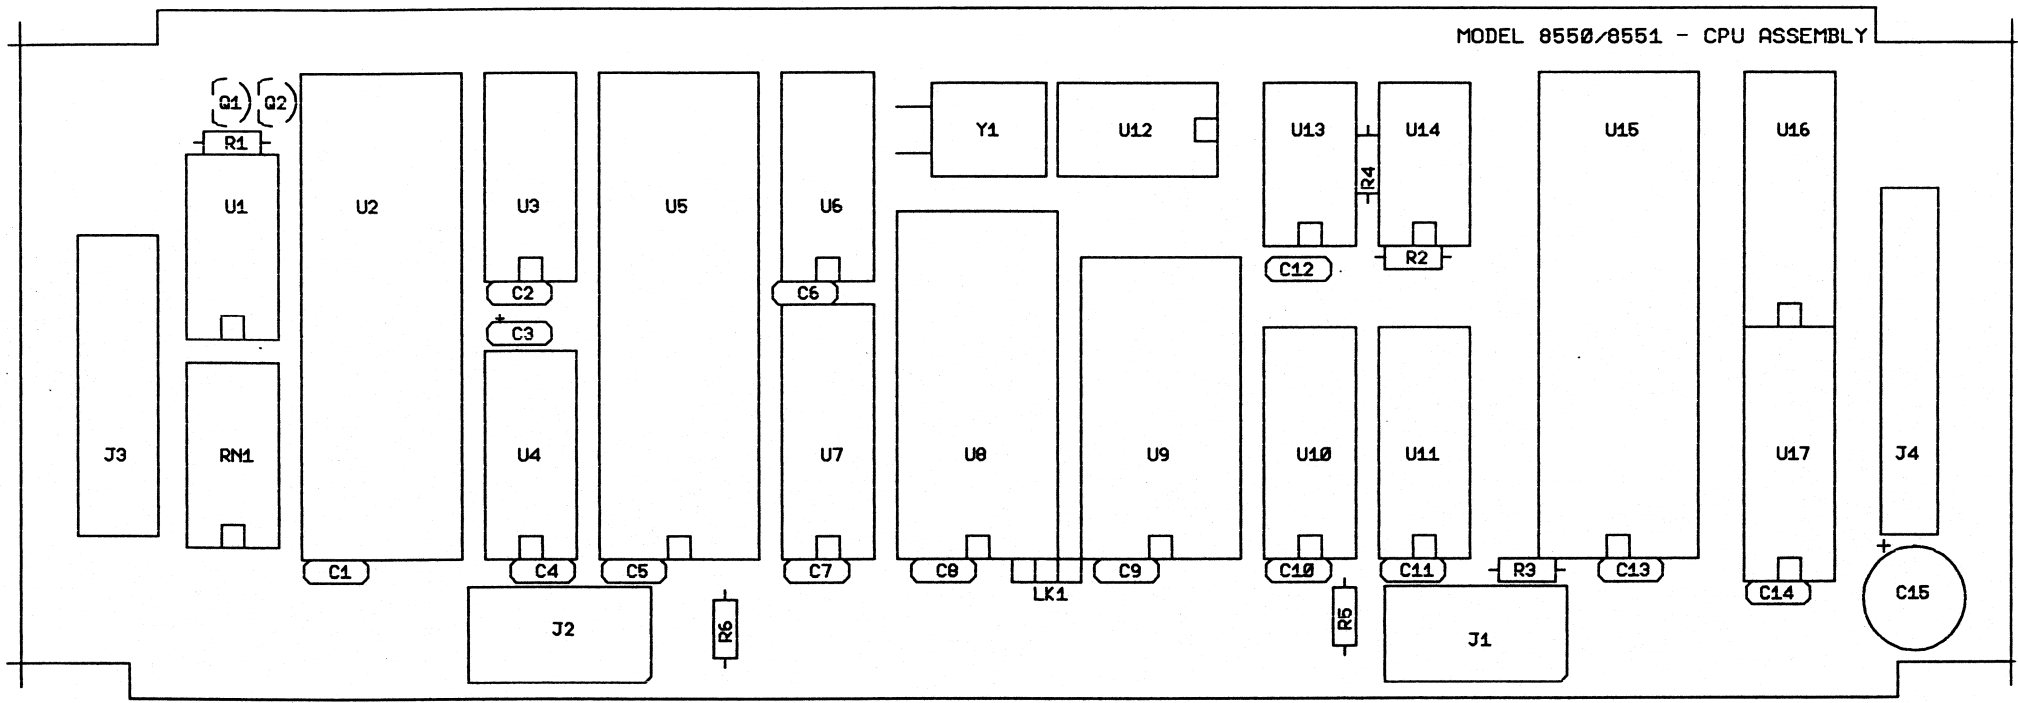 MODEL 8550/8551 - CPU ASSEMBLY
Q1 Q2
R1
Y1 U12 U13 U14 U15 U16
R4
U1 U2 U3 U5 U6
R2
C12
C2 C6
+
C3
J3 RN1 U4 U7 U8 U9 U10 U11 U17 J4
+
C1 C4 C5 C7 C8 C9 C10 C11 R3 C13
LK1 C14 C15
J2 R6 R5 J1